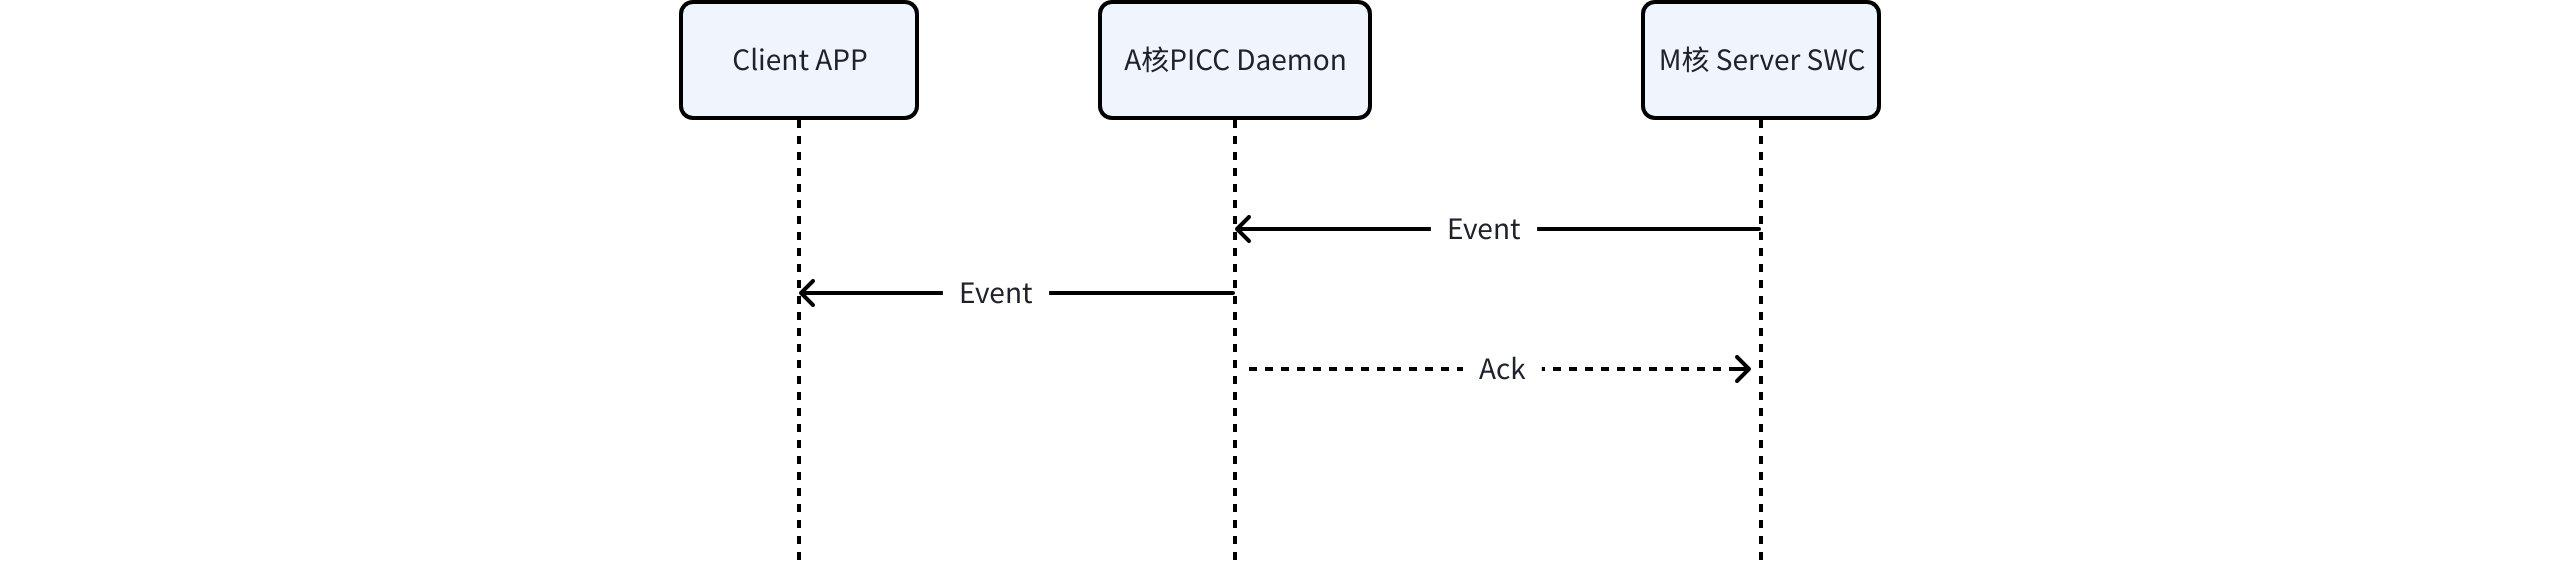 Client APP
A核PICC Daemon
M核 Server SWC
Event
Event
Ack